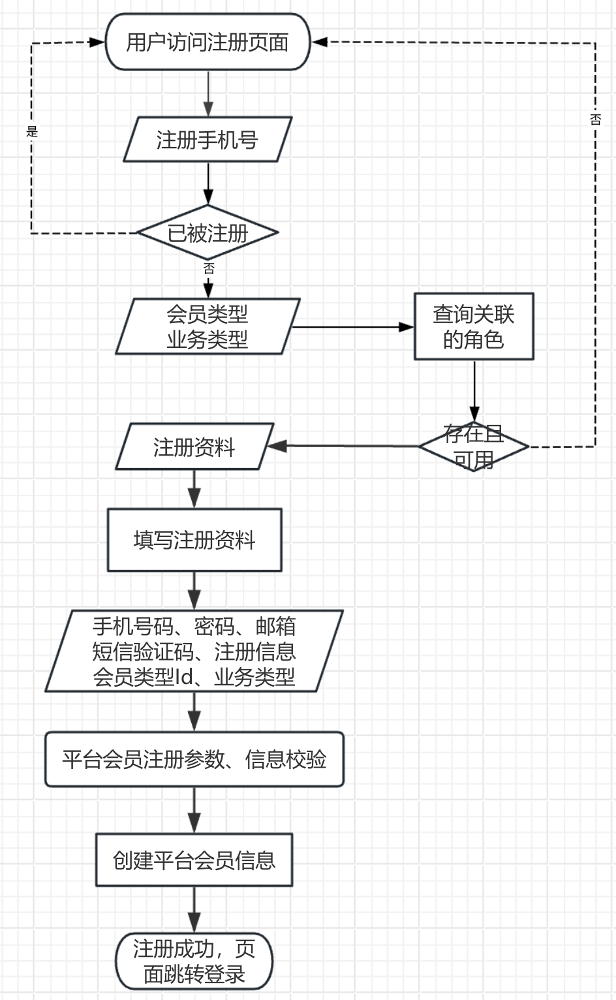 用户访问注册页面
是
否
注册手机号
已被注册
否
会员类型
业务类型
查询关联
的角色
存在且
可用
注册资料
填写注册资料
手机号码、密码、邮箱
短信验证码、注册信息
会员类型Id、业务类型
平台会员注册参数、信息校验
创建平台会员信息
注册成功，页
面跳转登录